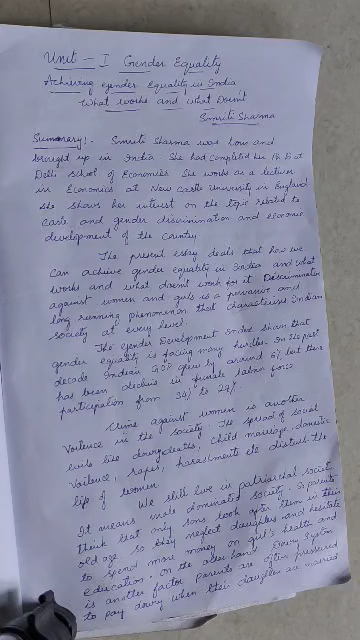 Unit - I Gender Equality
Achieving gender Equality in India
What works and what Doesn't
Smriti Sharma
Summary:- Smriti Sharma was born and
brought up in India She had completed her Ph.D at
Delhi School of Economics She works as a lecturer
in Economics at New Castle University in England
She shows her intrest on the topic related to
Caste and gender discrimination and economic
development of the country.
The present essay deals that how we
can achieve gender equality in India and what
works and what doesn't work for it Discrimination
against women and girls is a pervasive and
long running phenomenon that characterises Indian
Society at every level.
The gender Development Index shows that
gender equality is facing many hurdles. In the past
decade Indian's GDP grew by around 6% but there
has been decline in female labour force
participation from 34% to 27%.
Crime against women is another
Voilence in the society. The spread of social
evils like dowry deaths, child marriage, domestic
Voilence, rapes, harassments etc disturb the
life of women
We still live in patriarchal society
It means male dominated society. In parents
think that only sons look after them in their
old age so they neglect daughters and hesitate
to spend more money on girl's health and
education. On the other hand Dowry System
is another factor parents are often pressured
to pay dowry when their daughter are married